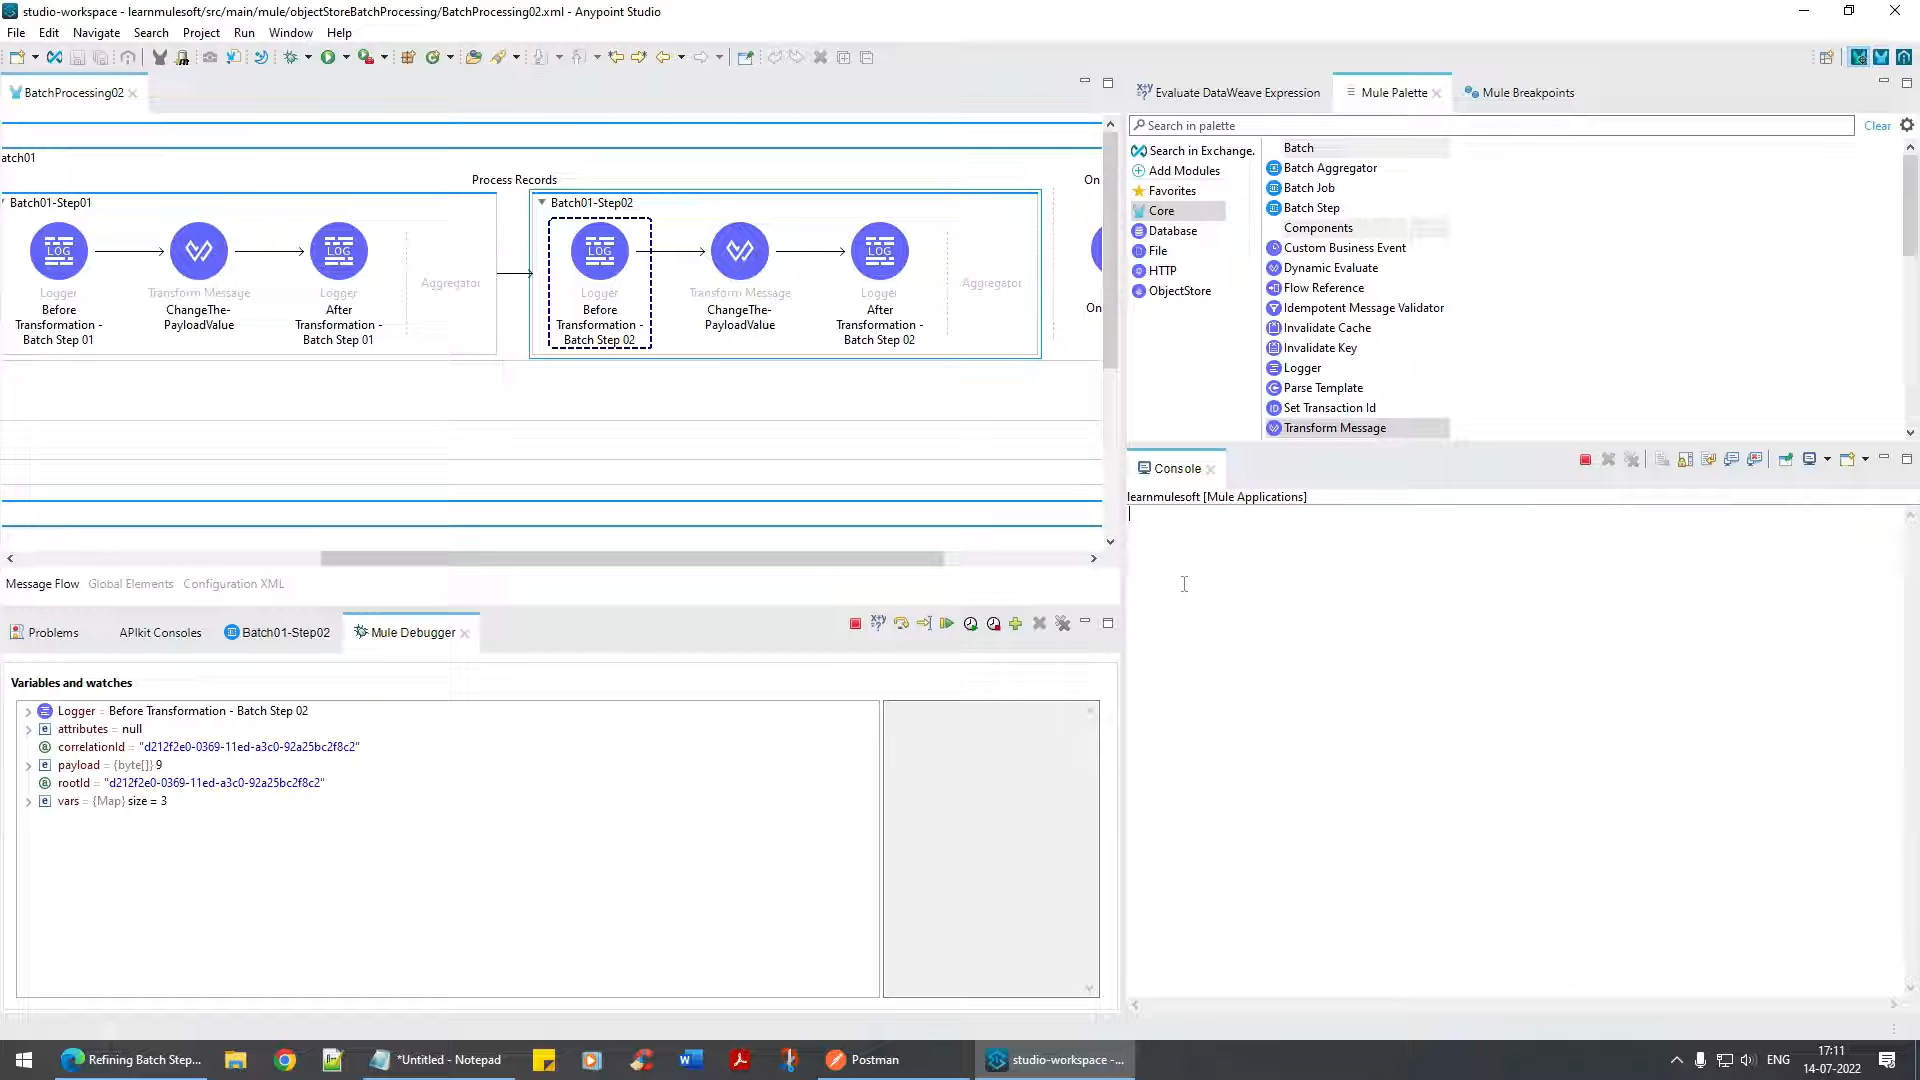 studio-workspace - learnmulesoft/src/main/mule/objectStoreBatchProcessing/BatchProcessing02.xml - Anypoint Studio
File Edit Navigate Search Project Run Window Help
BatchProcessing02
atch01
Process Records
On
Batch01-Step01
Batch01-Step02
LOG
LOG
LOG
LOG
Logger
Transform Message
Logger
Aggregator
Logger
Transform Message
Logger
Aggregator
Before
Transformation -
Batch Step 01
ChangeThe-
PayloadValue
After
Transformation -
Batch Step 01
Before
Transformation -
Batch Step 02
ChangeThe-
PayloadValue
After
Transformation -
Batch Step 02
On
Message Flow Global Elements Configuration XML
Evaluate DataWeave Expression
Mule Palette
Mule Breakpoints
Search in palette
Clear
Search in Exchange.
Add Modules
Favorites
Core
Database
File
HTTP
ObjectStore
Batch
Batch Aggregator
Batch Job
Batch Step
Components
Custom Business Event
Dynamic Evaluate
Flow Reference
Idempotent Message Validator
Invalidate Cache
Invalidate Key
Logger
Parse Template
Set Transaction Id
Transform Message
Console
learnmulesoft [Mule Applications]
Problems
APIkit Consoles
Batch01-Step02
Mule Debugger
Variables and watches
Logger = Before Transformation - Batch Step 02
attributes = null
correlationId = "d212f2e0-0369-11ed-a3c0-92a25bc2f8c2"
payload = {byte[]} 9
rootId = "d212f2e0-0369-11ed-a3c0-92a25bc2f8c2"
vars = {Map} size = 3
Refining Batch Step...
*Untitled - Notepad
Postman
studio-workspace -...
ENG
17:11
14-07-2022